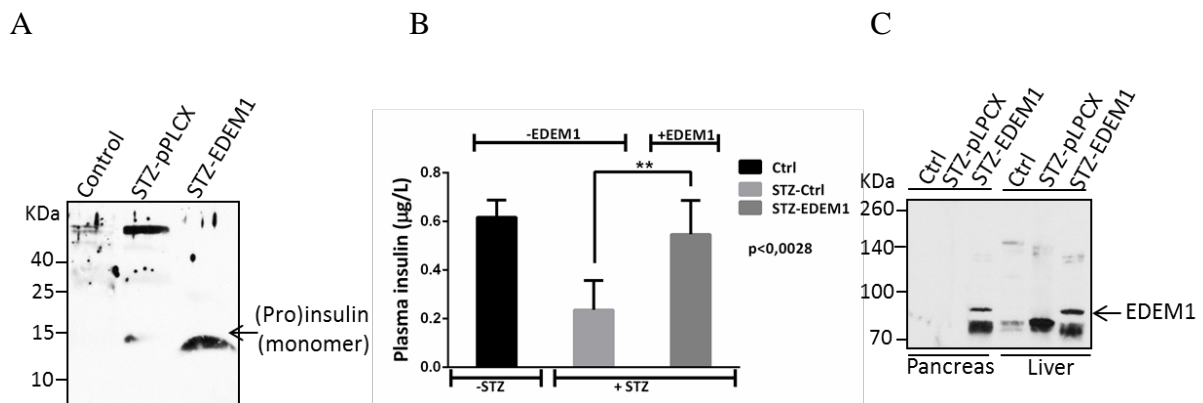 A
B
C
Control
STZ-pPLCX
STZ-EDEM1
KDa
40
25
15
10
(Pro)insulin
(monomer)
-EDEM1
+EDEM1
**
Plasma insulin (µg/L)
0.8
0.6
0.4
0.2
0.0
-STZ
+ STZ
Ctrl
STZ-Ctrl
STZ-EDEM1
p<0,0028
Ctrl
STZ-pLPCX
STZ-EDEM1
Ctrl
STZ-pLPCX
STZ-EDEM1
KDa
260
140
100
70
EDEM1
Pancreas
Liver